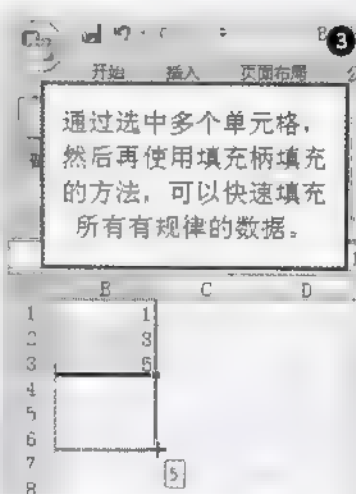 3
开始 插入 页面布局
通过选中多个单元格，
然后再使用填充柄填充
的方法，可以快速填充
所有有规律的数据。
B C D
1 1
2 3
3 5
4
5
6
7
8
5